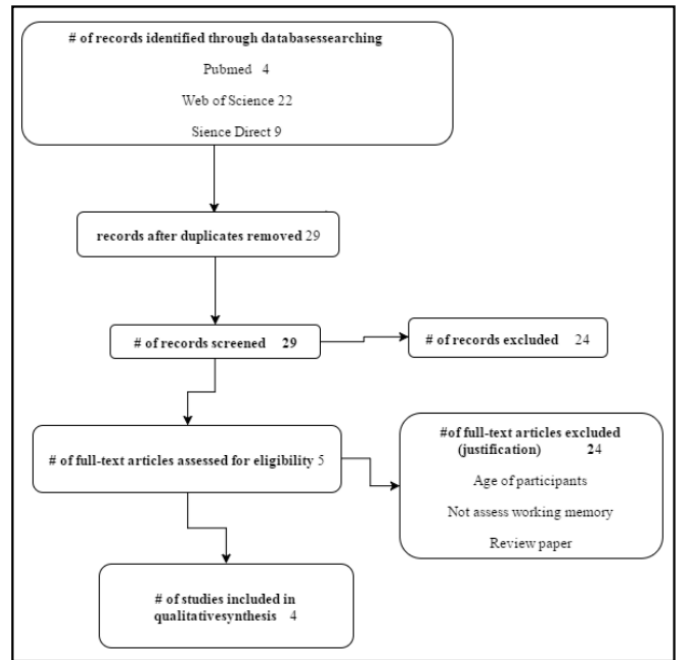 # of records identified through databasessearching
Pubmed 4
Web of Science 22
Sience Direct 9
records after duplicates removed 29
# of records screened 29
# of records excluded 24
# of full-text articles assessed for eligibility 5
#of full-text articles excluded
(justification) 24
Age of participants
Not assess working memory
Review paper
# of studies included in
qualitativesynthesis 4